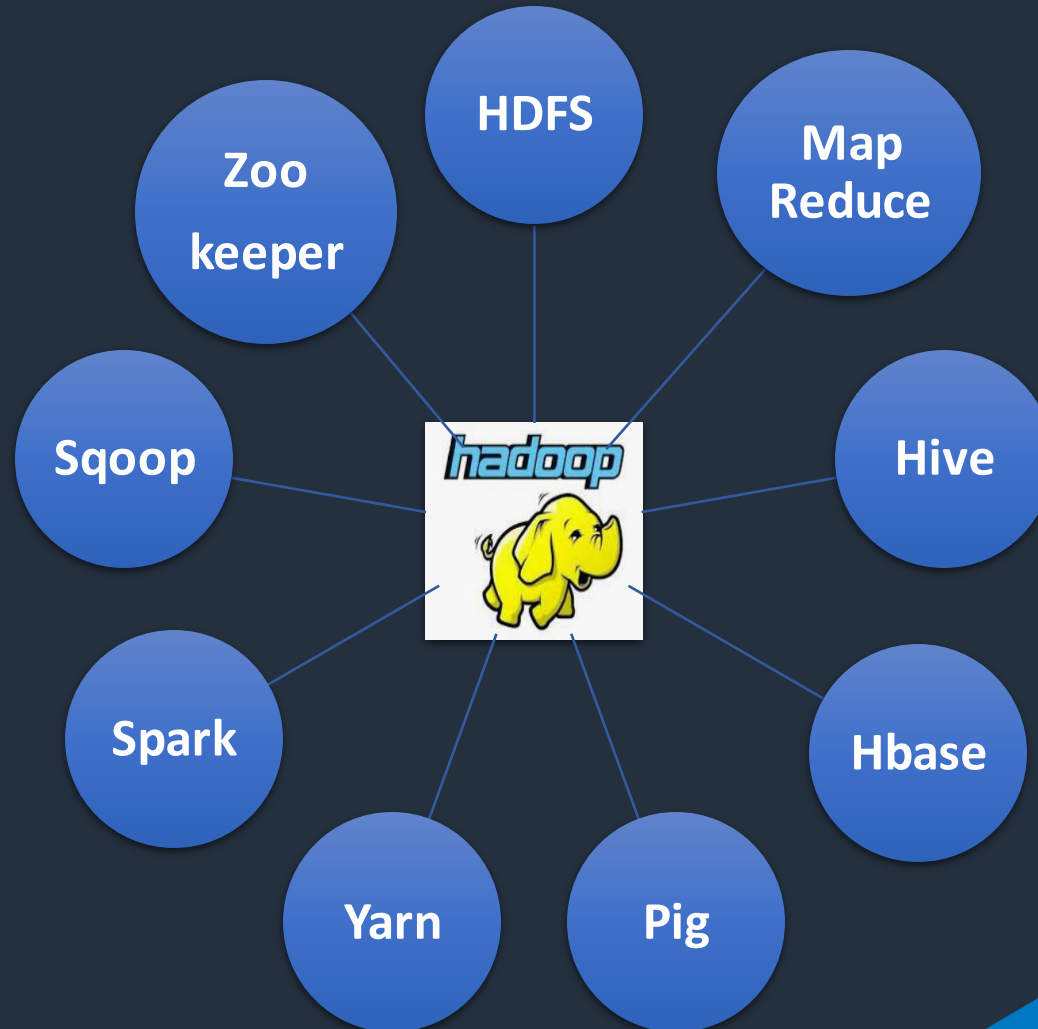 HDFS
Map
Reduce
Zoo
keeper
Sqoop
Hive
hadoop
Spark
Hbase
Yarn
Pig